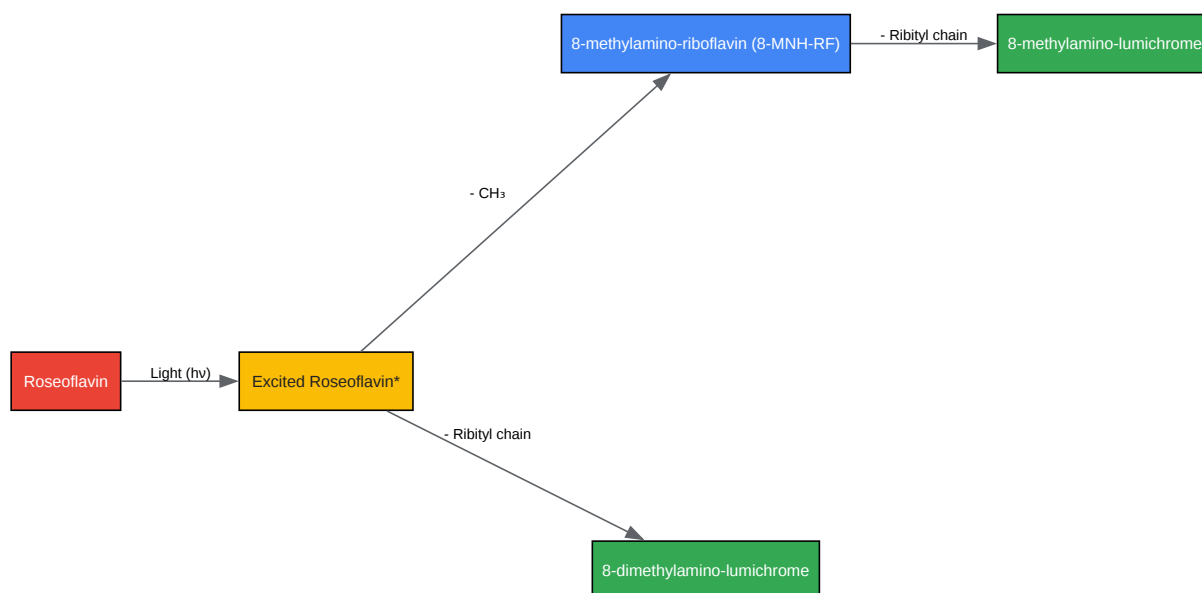 8-methylamino-riboflavin (8-MNH-RF)
- Ribityl chain
8-methylamino-lumichrome
- CH₃
Roseoflavin
Light (hν)
Excited Roseoflavin*
- Ribityl chain
8-dimethylamino-lumichrome